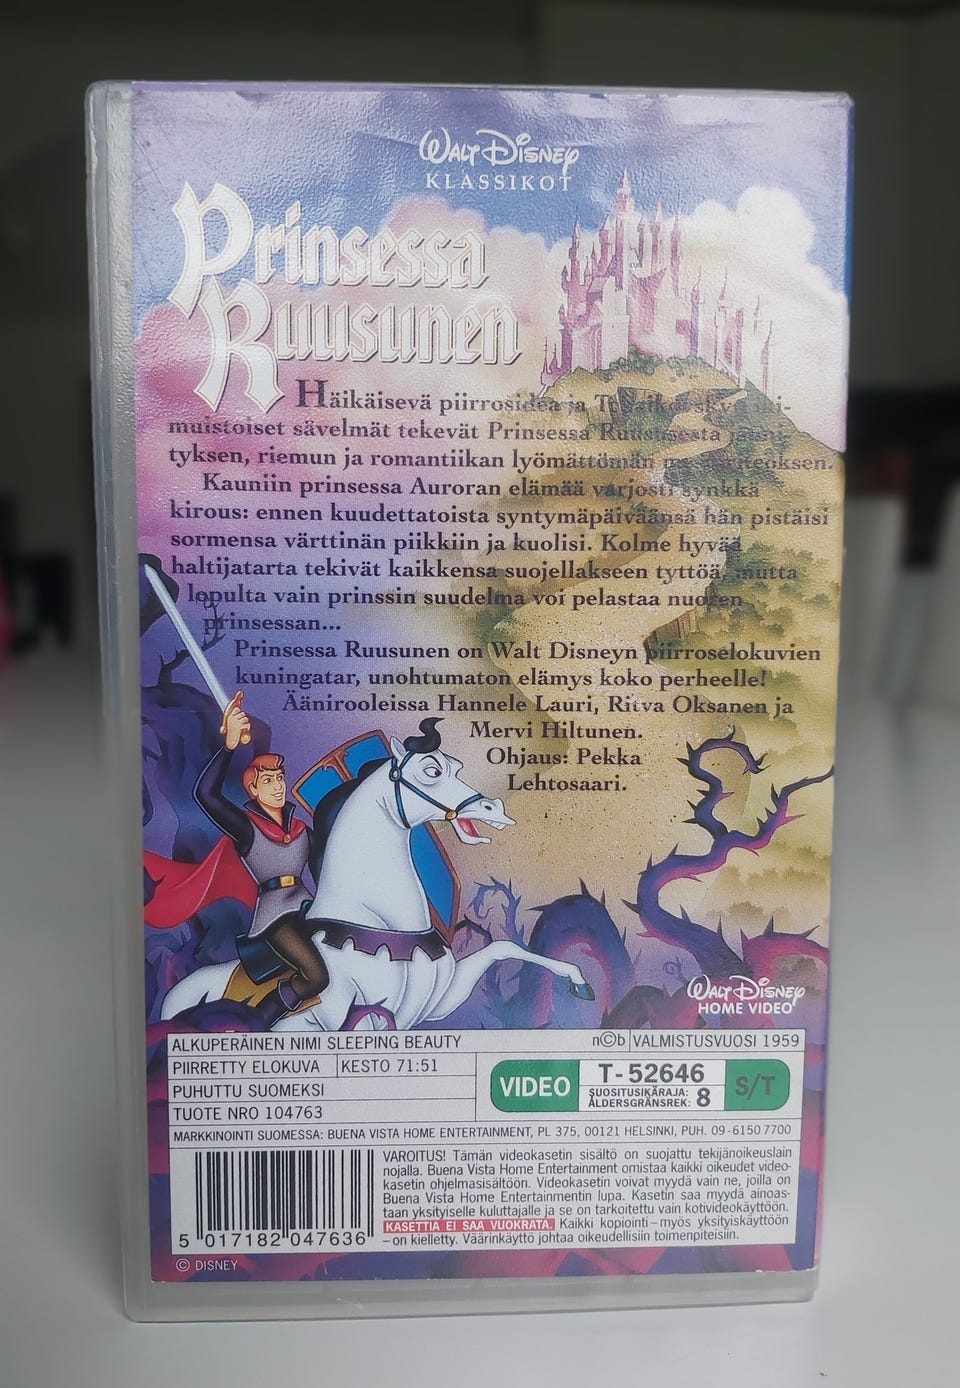 WALT DISNEY
KLASSIKOT
Prinsessa
Ruusunen
Häikäisevä piirrosidea ja
muistoiset sävelmät tekevät Prinsessa Ruususesta
tyksen, riemun ja romantiikan lyömättömän
Kauniin prinsessa Auroran elämää varjosti synkkä
kirous: ennen kuudettatoista syntymäpäiväänsä hän pistäisi
sormensa värttinän piikkiin ja kuolisi. Kolme hyvää
haltijatarta tekivät kaikkensa suojellakseen tyttöä, mutta
lopulta vain prinssin suudelma voi pelastaa nuoren
prinsessan...
Prinsessa Ruusunen on Walt Disneyn piirroselokuvien
kuningatar, unohtumaton elämys koko perheelle!
Äänirooleissa Hannele Lauri, Ritva Oksanen ja
Mervi Hiltunen.
Ohjaus: Pekka
Lehtosaari.
WALT DISNEY
HOME VIDEO
ALKUPERÄINEN NIMI SLEEPING BEAUTY n©b VALMISTUSVUOSI 1959
PIIRRETTY ELOKUVA KESTO 71:51
PUHUTTU SUOMEKSI
TUOTE NRO 104763
VIDEO T-52646 SUOSITUSIKÄRAJA: ÅLDERSGRÄNSREK: 8 S/T
MARKKINOINTI SUOMESSA: BUENA VISTA HOME ENTERTAINMENT, PL 375, 00121 HELSINKI, PUH. 09-6150 7700
VAROITUS! Tämän videokasetin sisältö on suojattu tekijänoikeuslain
nojalla. Buena Vista Home Entertainment omistaa kaikki oikeudet video-
kasetin ohjelmasisältöön. Videokasetin voivat myydä vain ne, joilla on
Buena Vista Home Entertainmentin lupa. Kasetin saa myydä ainoas-
taan yksityiselle kuluttajalle ja se on tarkoitettu vain kotivideokäyttöön.
KASETTIA EI SAA VUOKRATA. Kaikki kopiointi – myös yksityiskäyttöön
– on kielletty. Väärinkäyttö johtaa oikeudellisiin toimenpiteisiin.
5 017182 047636
© DISNEY